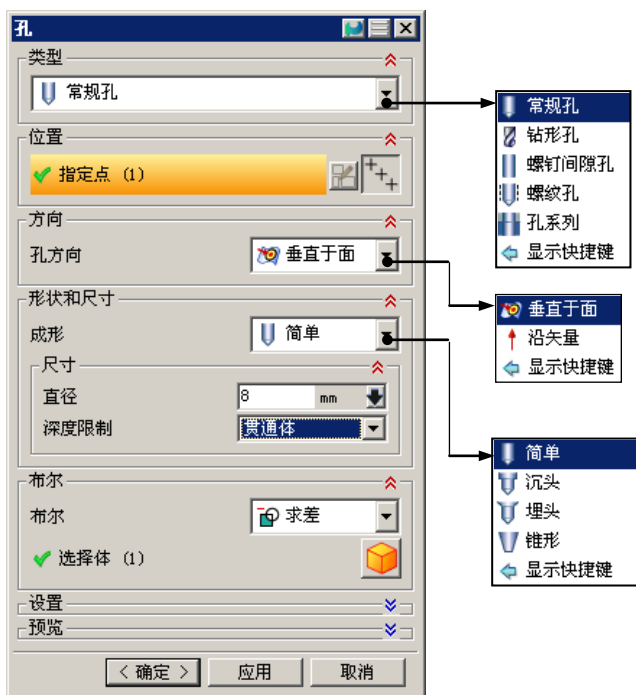 孔
类型
常规孔
位置
指定点 (1)
方向
孔方向
垂直于面
形状和尺寸
成形
简单
尺寸
直径
8 mm
深度限制
贯通体
布尔
布尔
求差
选择体 (1)
设置
预览
< 确定 >
应用
取消
常规孔
钻形孔
螺钉间隙孔
螺纹孔
孔系列
显示快捷键
垂直于面
沿矢量
显示快捷键
简单
沉头
埋头
锥形
显示快捷键